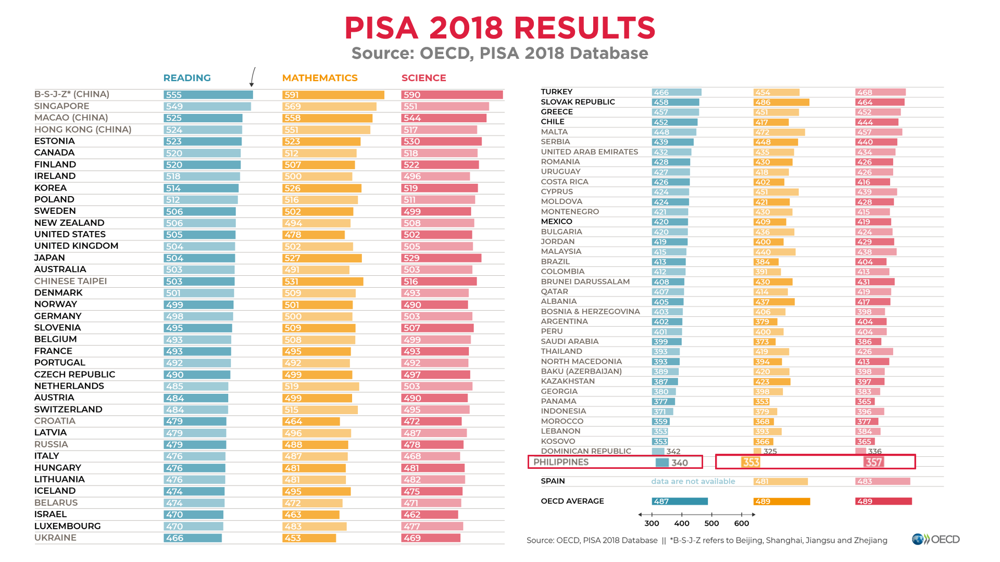 PISA 2018 RESULTS
Source: OECD, PISA 2018 Database
READING MATHEMATICS SCIENCE
B-S-J-Z* (CHINA) 555 591 590
SINGAPORE 549 569 551
MACAO (CHINA) 525 558 544
HONG KONG (CHINA) 524 551 517
ESTONIA 523 523 530
CANADA 520 512 518
FINLAND 520 507 522
IRELAND 518 500 496
KOREA 514 526 519
POLAND 512 516 511
SWEDEN 506 502 499
NEW ZEALAND 506 494 508
UNITED STATES 505 478 502
UNITED KINGDOM 504 502 505
JAPAN 504 527 529
AUSTRALIA 503 491 503
CHINESE TAIPEI 503 531 516
DENMARK 501 509 493
NORWAY 499 501 490
GERMANY 498 500 503
SLOVENIA 495 509 507
BELGIUM 493 508 499
FRANCE 493 495 493
PORTUGAL 492 492 492
CZECH REPUBLIC 490 499 497
NETHERLANDS 485 519 503
AUSTRIA 484 499 490
SWITZERLAND 484 515 495
CROATIA 479 464 472
LATVIA 479 496 487
RUSSIA 479 488 478
ITALY 476 487 468
HUNGARY 476 481 481
LITHUANIA 476 481 482
ICELAND 474 495 475
BELARUS 474 472 471
ISRAEL 470 463 462
LUXEMBOURG 470 483 477
UKRAINE 466 453 469
TURKEY 466 454 468
SLOVAK REPUBLIC 458 486 464
GREECE 457 451 452
CHILE 452 417 444
MALTA 448 472 457
SERBIA 439 448 440
UNITED ARAB EMIRATES 432 435 434
ROMANIA 428 430 426
URUGUAY 427 418 426
COSTA RICA 426 402 416
CYPRUS 424 451 439
MOLDOVA 424 421 428
MONTENEGRO 421 430 415
MEXICO 420 409 419
BULGARIA 420 436 424
JORDAN 419 400 429
MALAYSIA 415 440 438
BRAZIL 413 384 404
COLOMBIA 412 391 413
BRUNEI DARUSSALAM 408 430 431
QATAR 407 414 419
ALBANIA 405 437 417
BOSNIA & HERZEGOVINA 403 406 398
ARGENTINA 402 379 404
PERU 401 400 404
SAUDI ARABIA 399 373 386
THAILAND 393 419 426
NORTH MACEDONIA 393 394 413
BAKU (AZERBAIJAN) 389 420 398
KAZAKHSTAN 387 423 397
GEORGIA 380 398 383
PANAMA 377 353 365
INDONESIA 371 379 396
MOROCCO 359 368 377
LEBANON 353 393 384
KOSOVO 353 366 365
DOMINICAN REPUBLIC 342 325 336
PHILIPPINES 340 353 357
SPAIN data are not available 481 483
OECD AVERAGE 487 489 489
300 400 500 600
Source: OECD, PISA 2018 Database || *B-S-J-Z refers to Beijing, Shanghai, Jiangsu and Zhejiang
OECD